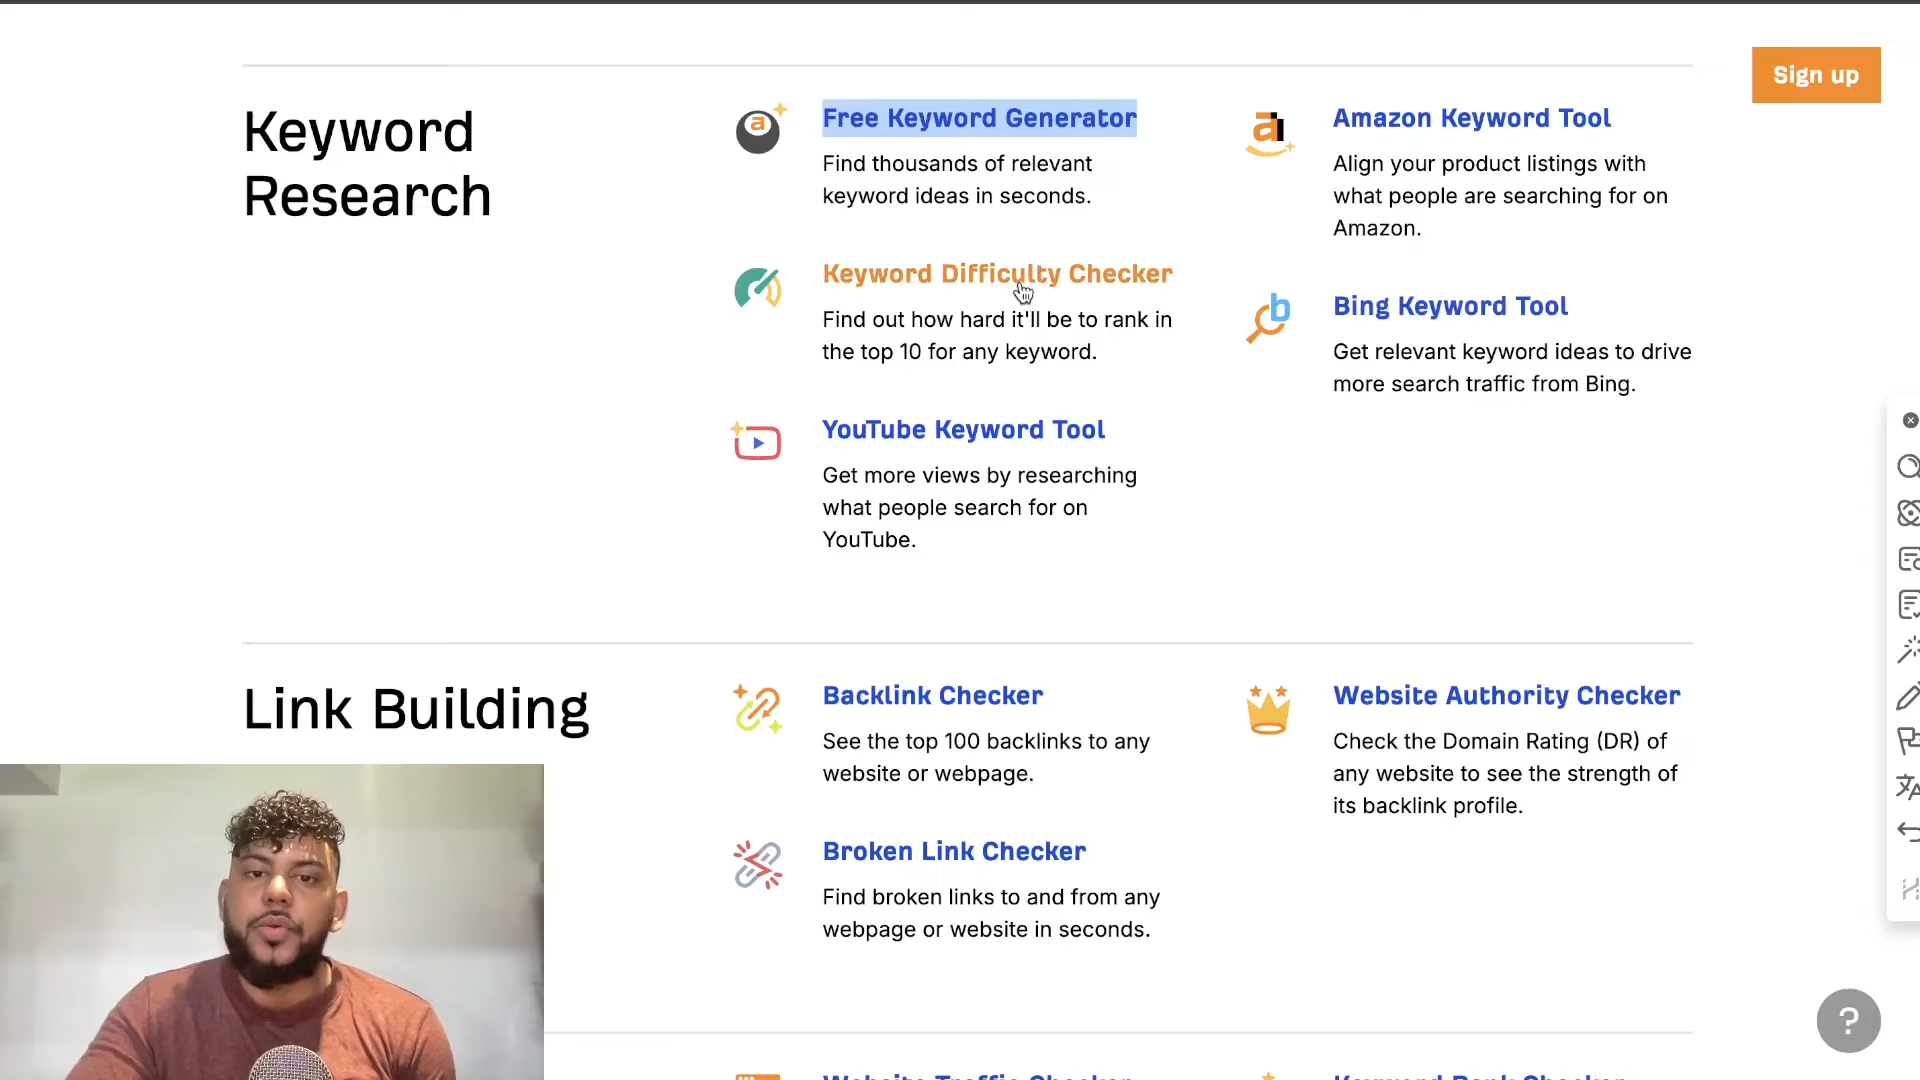 Sign up
Keyword
Research
Free Keyword Generator
Find thousands of relevant
keyword ideas in seconds.
Keyword Difficulty Checker
Find out how hard it'll be to rank in
the top 10 for any keyword.
YouTube Keyword Tool
Get more views by researching
what people search for on
YouTube.
Amazon Keyword Tool
Align your product listings with
what people are searching for on
Amazon.
Bing Keyword Tool
Get relevant keyword ideas to drive
more search traffic from Bing.
Link Building
Backlink Checker
See the top 100 backlinks to any
website or webpage.
Broken Link Checker
Find broken links to and from any
webpage or website in seconds.
Website Authority Checker
Check the Domain Rating (DR) of
any website to see the strength of
its backlink profile.
?
Website Traffic Checker
Keyword Rank Checker